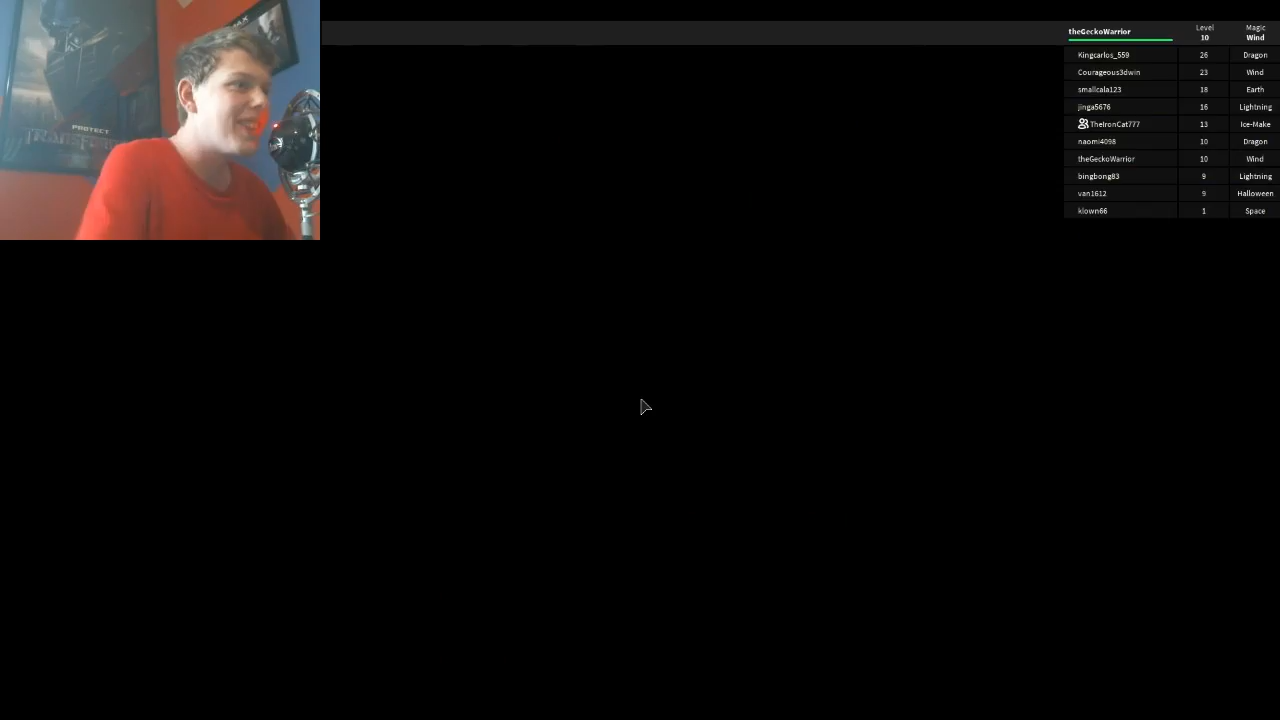 PROTECT
TRANSFORMERS
theGeckoWarrior Level 10 Magic Wind
Kingcarlos_559 26 Dragon
Courageous3dwin 23 Wind
smallcala123 18 Earth
jinga5676 16 Lightning
TheIronCat777 13 Ice-Make
naomi4098 10 Dragon
theGeckoWarrior 10 Wind
bingbong83 9 Lightning
van1612 9 Halloween
klown66 1 Space